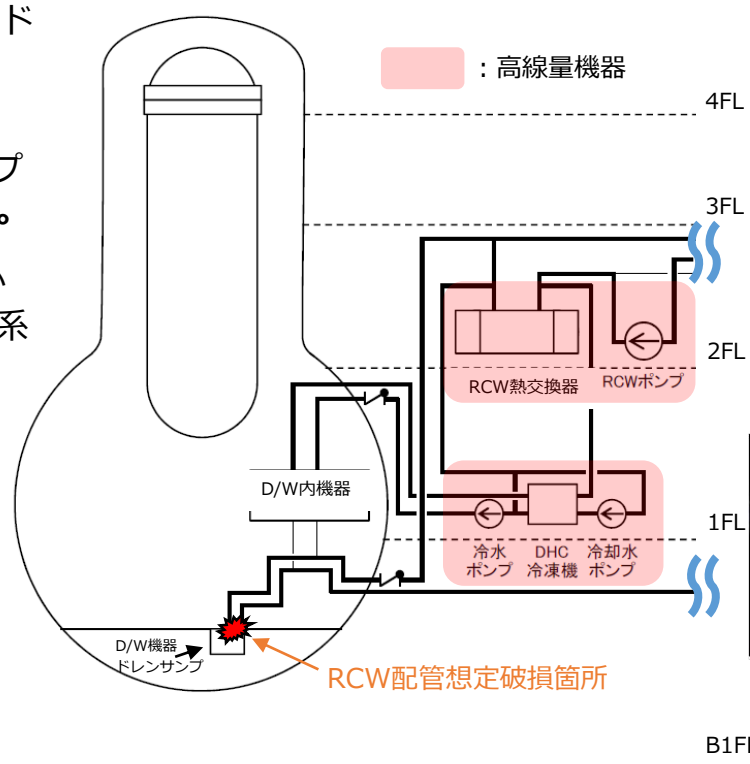 ド
：高線量機器
4FL
プ
3FL
系
2FL
RCW熱交換器
RCWポンプ
D/W内機器
1FL
冷水
ポンプ
DHC
冷凍機
冷却水
ポンプ
D/W機器
ドレンサンプ
RCW配管想定破損箇所